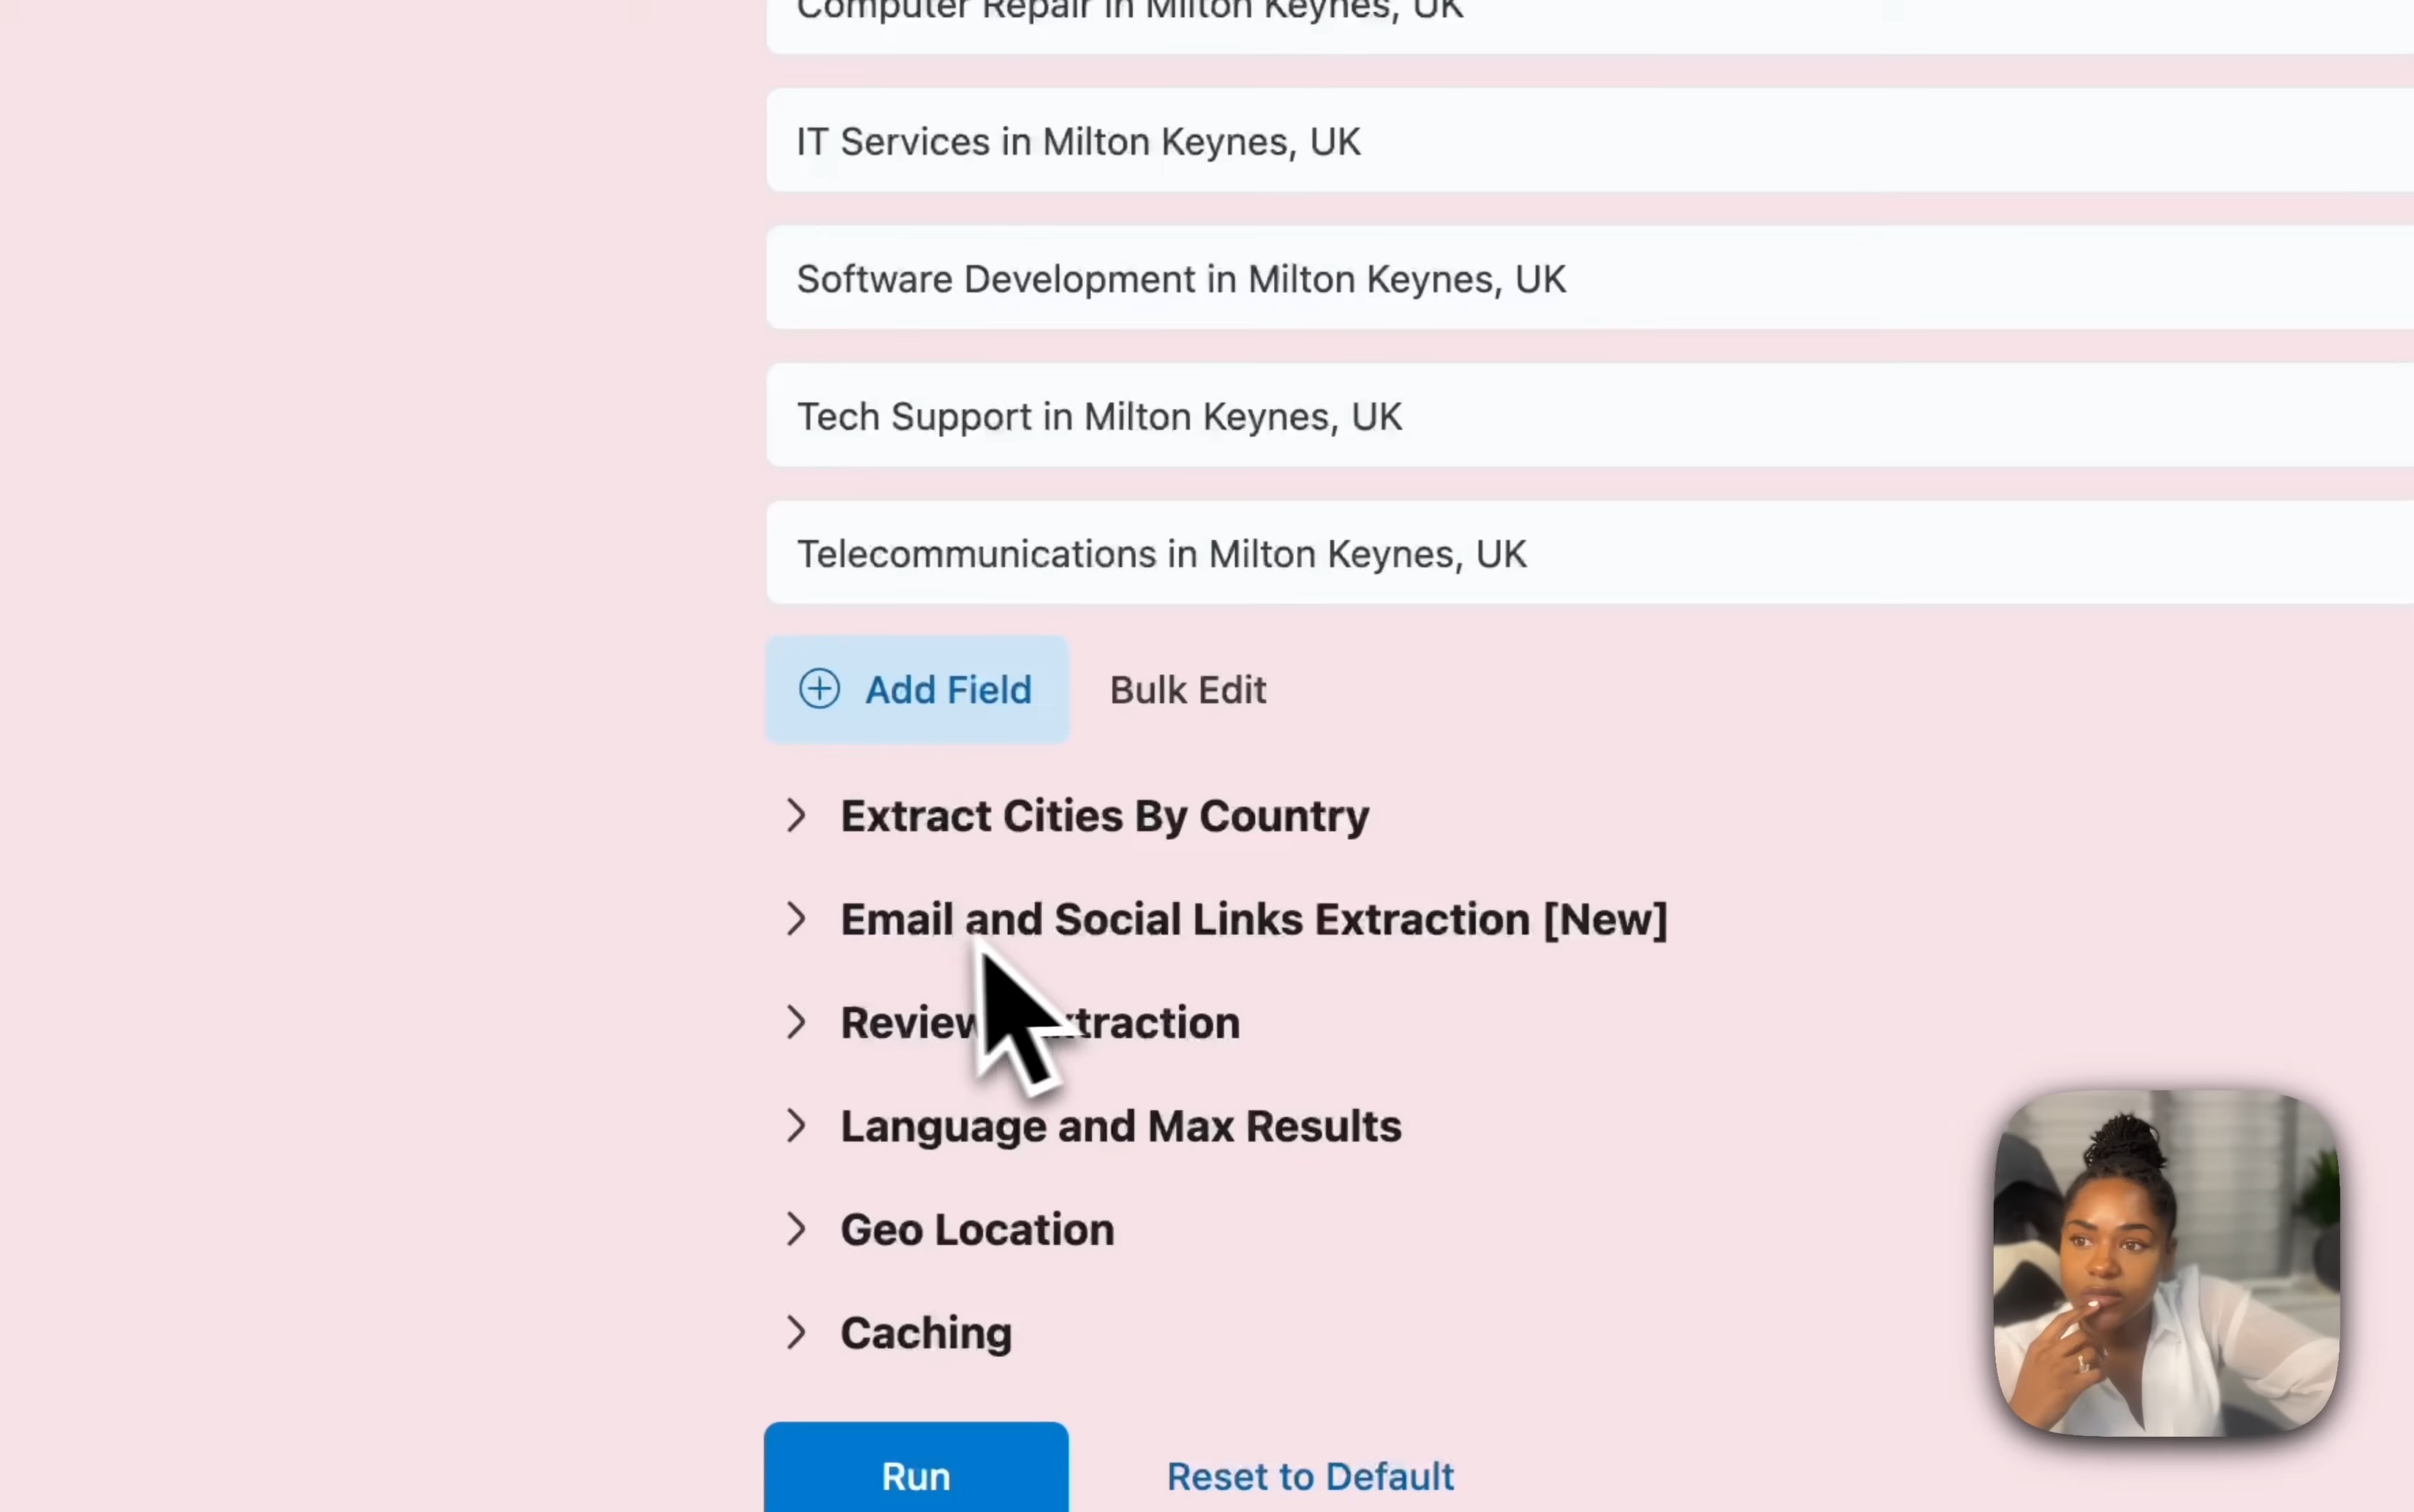 Computer Repair in Milton Keynes, UK
IT Services in Milton Keynes, UK
Software Development in Milton Keynes, UK
Tech Support in Milton Keynes, UK
Telecommunications in Milton Keynes, UK
Add Field Bulk Edit
Extract Cities By Country
Email and Social Links Extraction [New]
Language and Max Results
Geo Location
Caching
Run Reset to Default